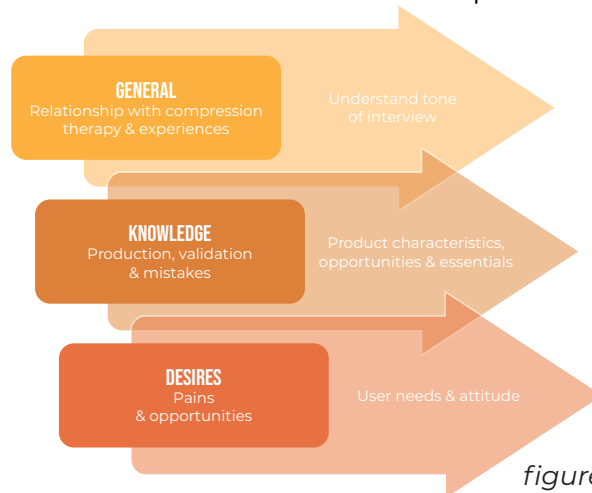 GENERAL
Relationship with compression
therapy & experiences
Understand tone
of interview
KNOWLEDGE
Production, validation
& mistakes
Product characteristics,
opportunities & essentials
DESIRES
Pains
& opportunities
User needs & attitude
figure